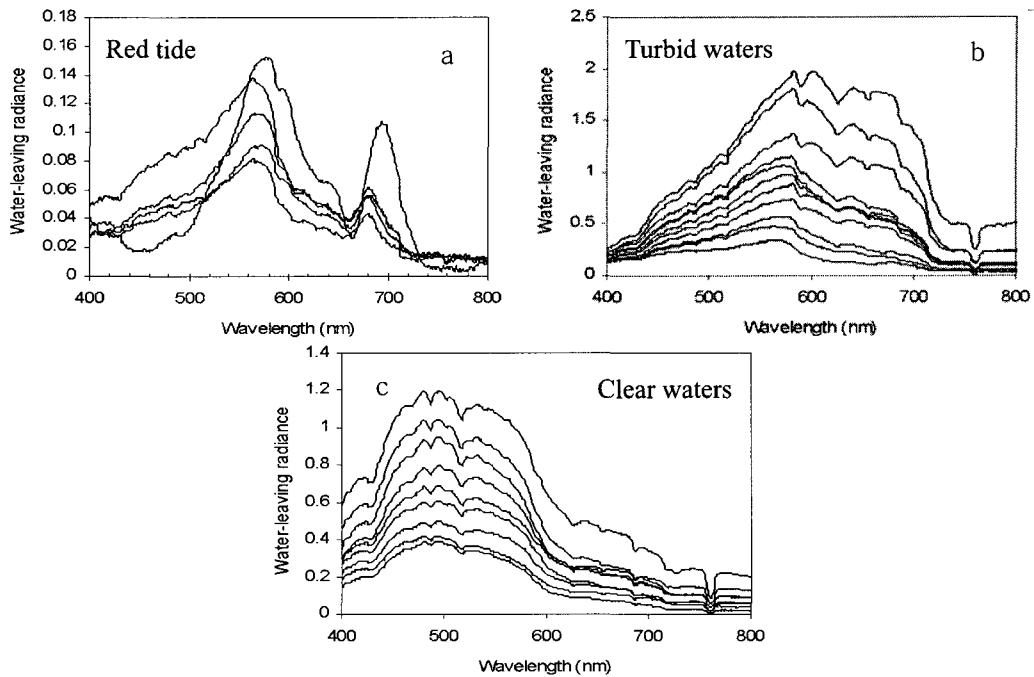 Red tide
a
Water-leaving radiance
0.18
0.16
0.14
0.12
0.1
0.08
0.06
0.04
0.02
0
400 500 600 700 800
Wavelength (nm)
Turbid waters
b
Water-leaving radiance
2.5
2
1.5
1
0.5
0
400 500 600 700 800
Wavelength (nm)
c
Clear waters
Water-leaving radiance
1.4
1.2
1
0.8
0.6
0.4
0.2
0
400 500 600 700 800
Wavelength (nm)